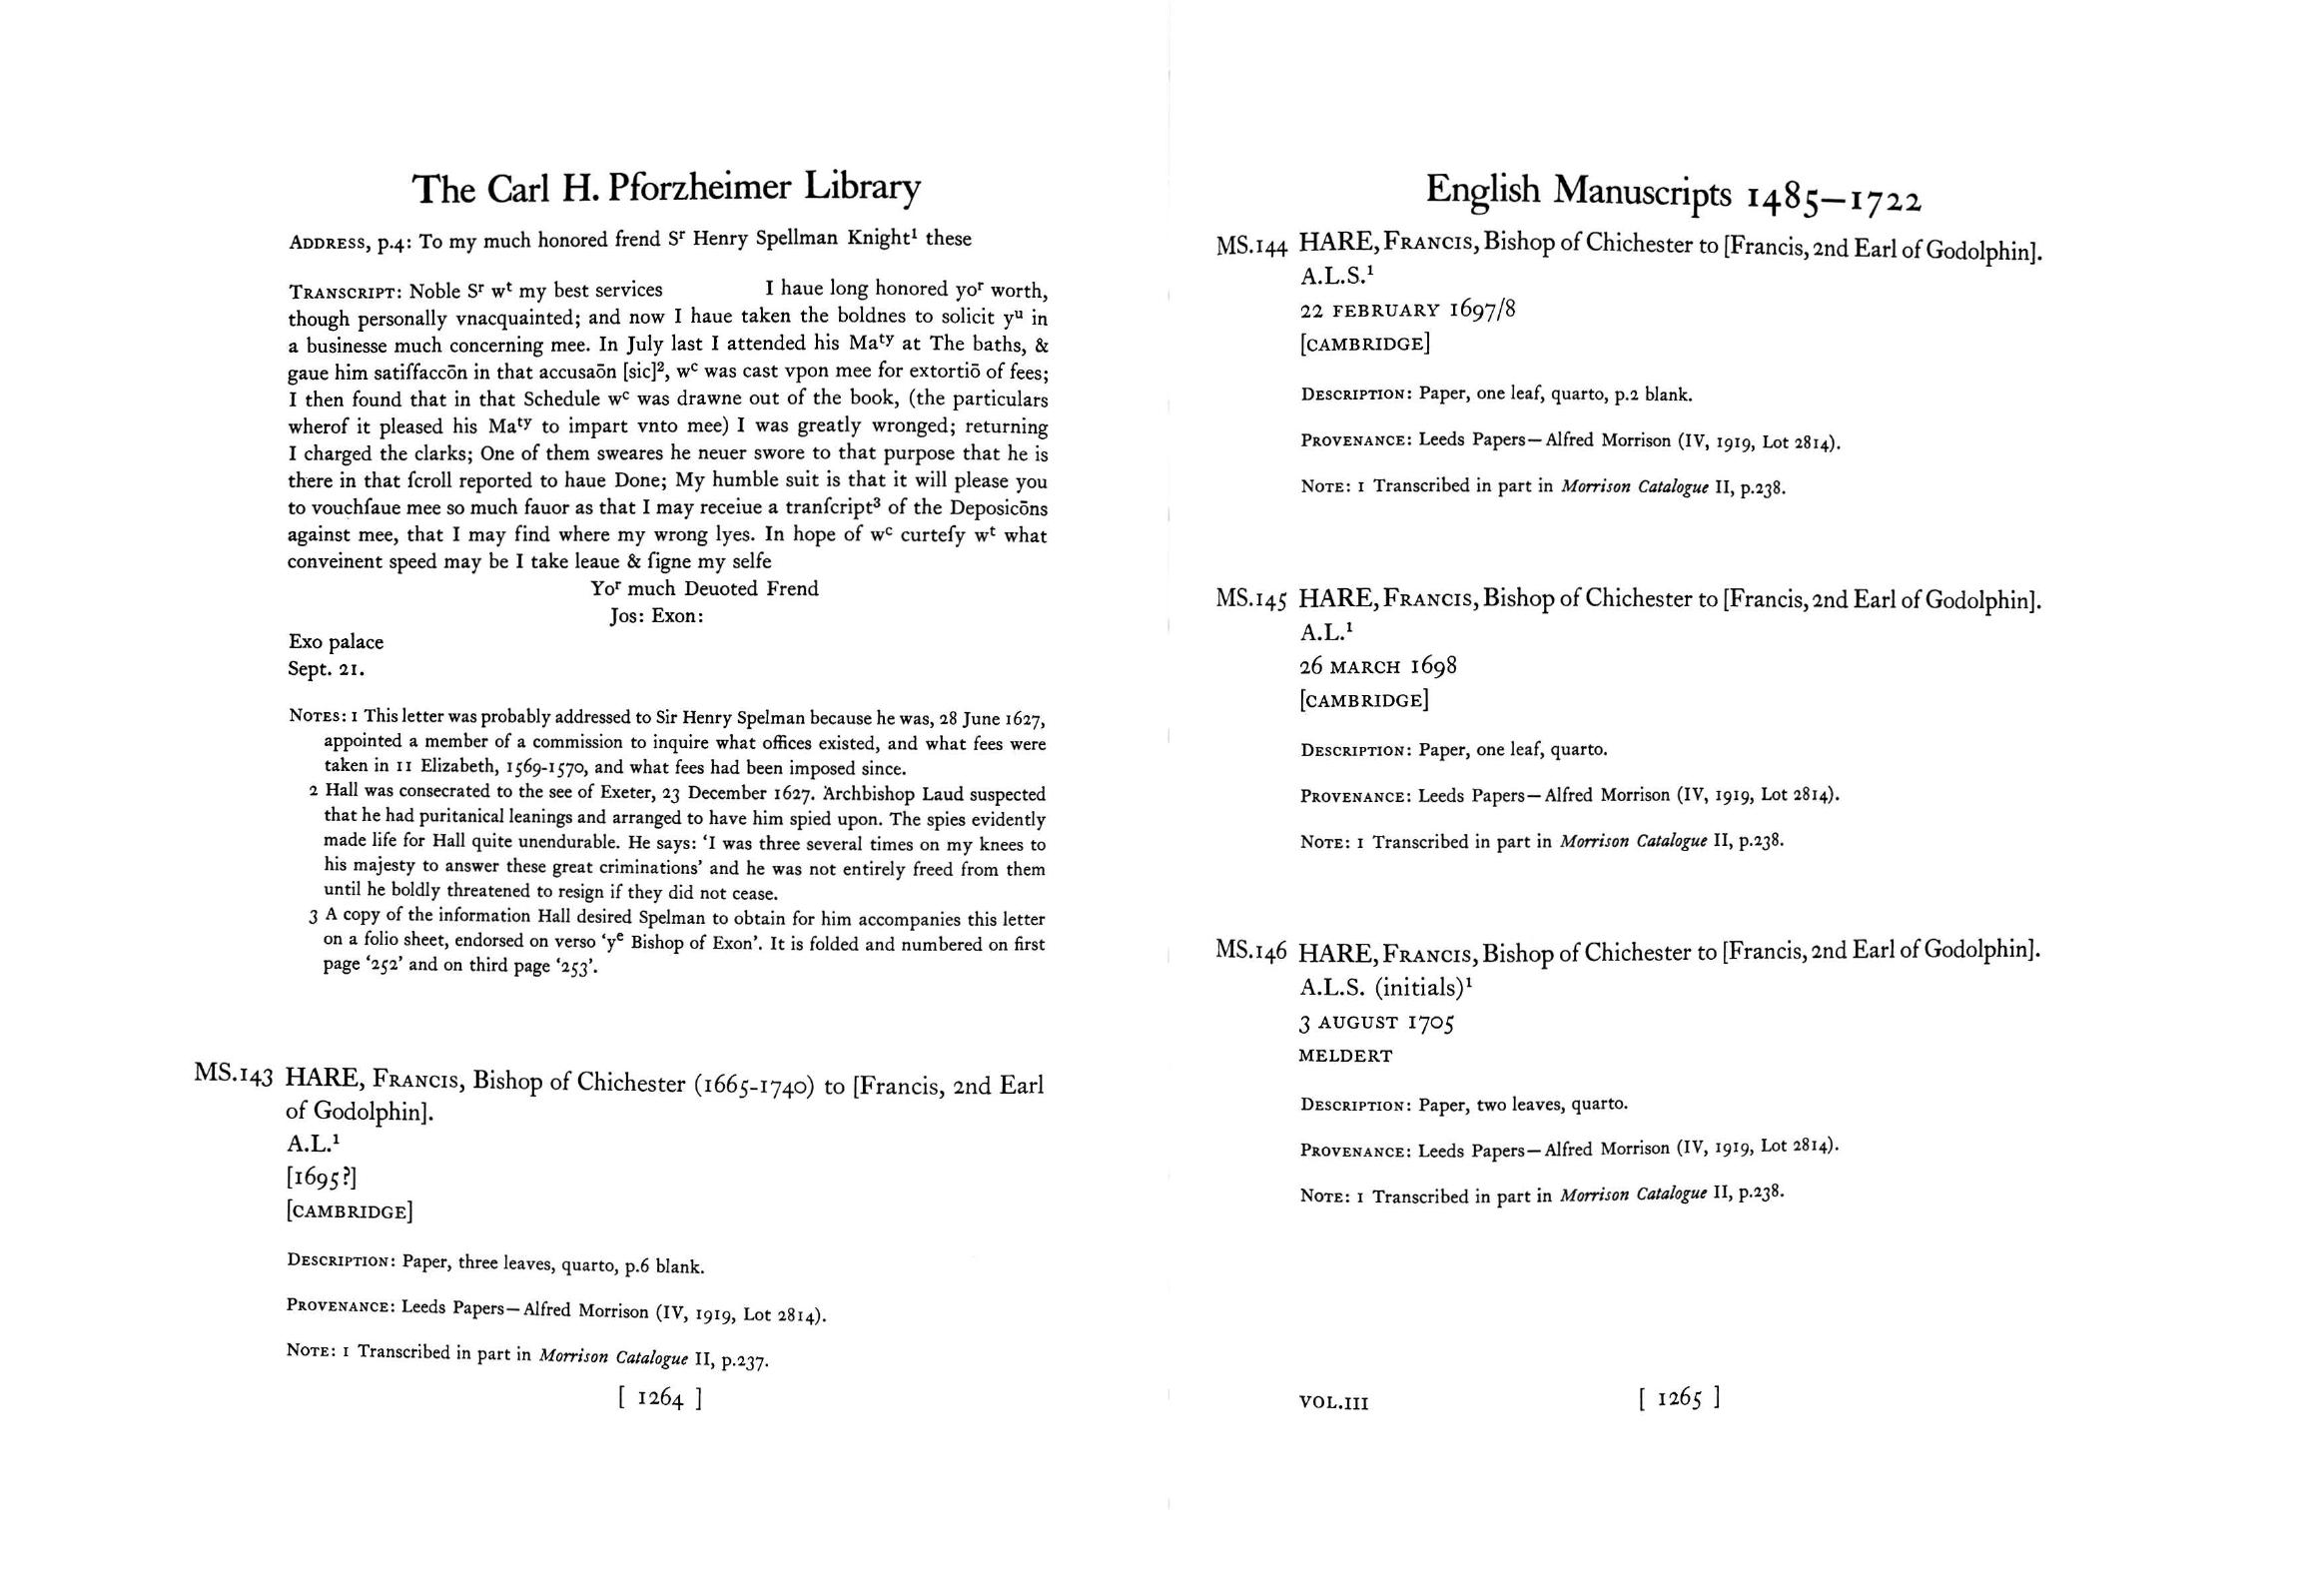 The Carl H. Pforzheimer Library
ADDRESS, p.4: To my much honored frend Sʳ Henry Spellman Knight¹ these
TRANSCRIPT: Noble Sʳ wᵗ my best services I haue long honored yoʳ worth,
though personally vnacquainted; and now I haue taken the boldnes to solicit yᵘ in
a businesse much concerning mee. In July last I attended his Maᵗʸ at The baths, &
gaue him satiſfaccōn in that accusaōn [sic]², wᶜ was cast vpon mee for extortiō of fees;
I then found that in that Schedule wᶜ was drawne out of the book, (the particulars
wherof it pleased his Maᵗʸ to impart vnto mee) I was greatly wronged; returning
I charged the clarks; One of them sweares he neuer swore to that purpose that he is
there in that ſcroll reported to haue Done; My humble suit is that it will please you
to vouchſaue mee so much fauor as that I may receiue a tranſcript³ of the Deposicōns
against mee, that I may find where my wrong lyes. In hope of wᶜ curteſy wᵗ what
conveinent speed may be I take leaue & ſigne my selfe
Yoʳ much Deuoted Frend
Jos: Exon:
Exo palace
Sept. 21.
NOTES: 1 This letter was probably addressed to Sir Henry Spelman because he was, 28 June 1627,
appointed a member of a commission to inquire what offices existed, and what fees were
taken in 11 Elizabeth, 1569-1570, and what fees had been imposed since.
2 Hall was consecrated to the see of Exeter, 23 December 1627. Archbishop Laud suspected
that he had puritanical leanings and arranged to have him spied upon. The spies evidently
made life for Hall quite unendurable. He says: ‘I was three several times on my knees to
his majesty to answer these great criminations’ and he was not entirely freed from them
until he boldly threatened to resign if they did not cease.
3 A copy of the information Hall desired Spelman to obtain for him accompanies this letter
on a folio sheet, endorsed on verso ‘yᵉ Bishop of Exon’. It is folded and numbered on first
page ‘252’ and on third page ‘253’.
MS.143 HARE, FRANCIS, Bishop of Chichester (1665-1740) to [Francis, 2nd Earl
of Godolphin].
A.L.¹
[1695?]
[CAMBRIDGE]
DESCRIPTION: Paper, three leaves, quarto, p.6 blank.
PROVENANCE: Leeds Papers—Alfred Morrison (IV, 1919, Lot 2814).
NOTE: 1 Transcribed in part in Morrison Catalogue II, p.237.
[ 1264 ]
English Manuscripts 1485—1722
MS.144 HARE, FRANCIS, Bishop of Chichester to [Francis, 2nd Earl of Godolphin].
A.L.S.¹
22 FEBRUARY 1697/8
[CAMBRIDGE]
DESCRIPTION: Paper, one leaf, quarto, p.2 blank.
PROVENANCE: Leeds Papers—Alfred Morrison (IV, 1919, Lot 2814).
NOTE: 1 Transcribed in part in Morrison Catalogue II, p.238.
MS.145 HARE, FRANCIS, Bishop of Chichester to [Francis, 2nd Earl of Godolphin].
A.L.¹
26 MARCH 1698
[CAMBRIDGE]
DESCRIPTION: Paper, one leaf, quarto.
PROVENANCE: Leeds Papers—Alfred Morrison (IV, 1919, Lot 2814).
NOTE: 1 Transcribed in part in Morrison Catalogue II, p.238.
MS.146 HARE, FRANCIS, Bishop of Chichester to [Francis, 2nd Earl of Godolphin].
A.L.S. (initials)¹
3 AUGUST 1705
MELDERT
DESCRIPTION: Paper, two leaves, quarto.
PROVENANCE: Leeds Papers—Alfred Morrison (IV, 1919, Lot 2814).
NOTE: 1 Transcribed in part in Morrison Catalogue II, p.238.
VOL.III [ 1265 ]